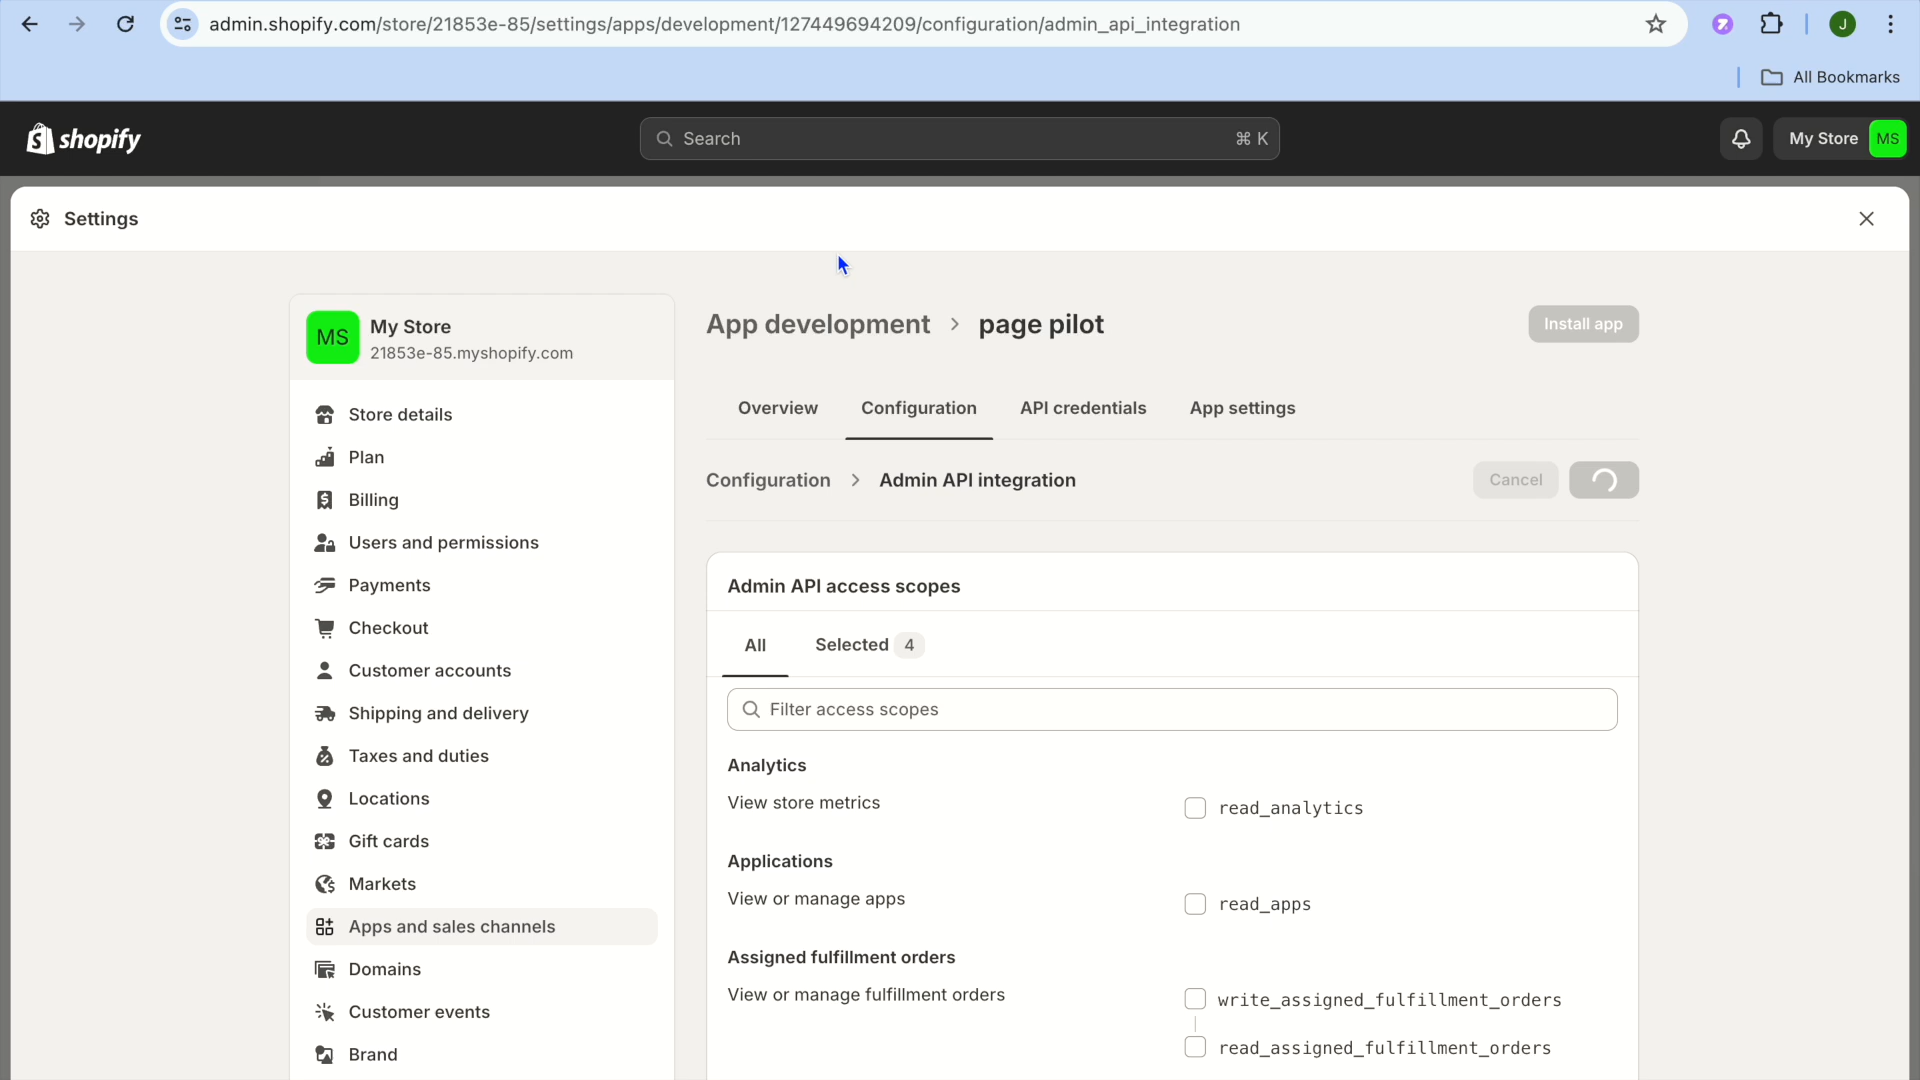 admin.shopify.com/store/21853e-85/settings/apps/development/127449694209/configuration/admin_api_integration
J
All Bookmarks
shopify
Search
⌘ K
My Store
MS
Settings
MS
My Store
21853e-85.myshopify.com
Store details
Plan
Billing
Users and permissions
Payments
Checkout
Customer accounts
Shipping and delivery
Taxes and duties
Locations
Gift cards
Markets
Apps and sales channels
Domains
Customer events
Brand
App development > page pilot
Install app
Overview
Configuration
API credentials
App settings
Configuration > Admin API integration
Cancel
Admin API access scopes
All
Selected 4
Filter access scopes
Analytics
View store metrics
read_analytics
Applications
View or manage apps
read_apps
Assigned fulfillment orders
View or manage fulfillment orders
write_assigned_fulfillment_orders
read_assigned_fulfillment_orders